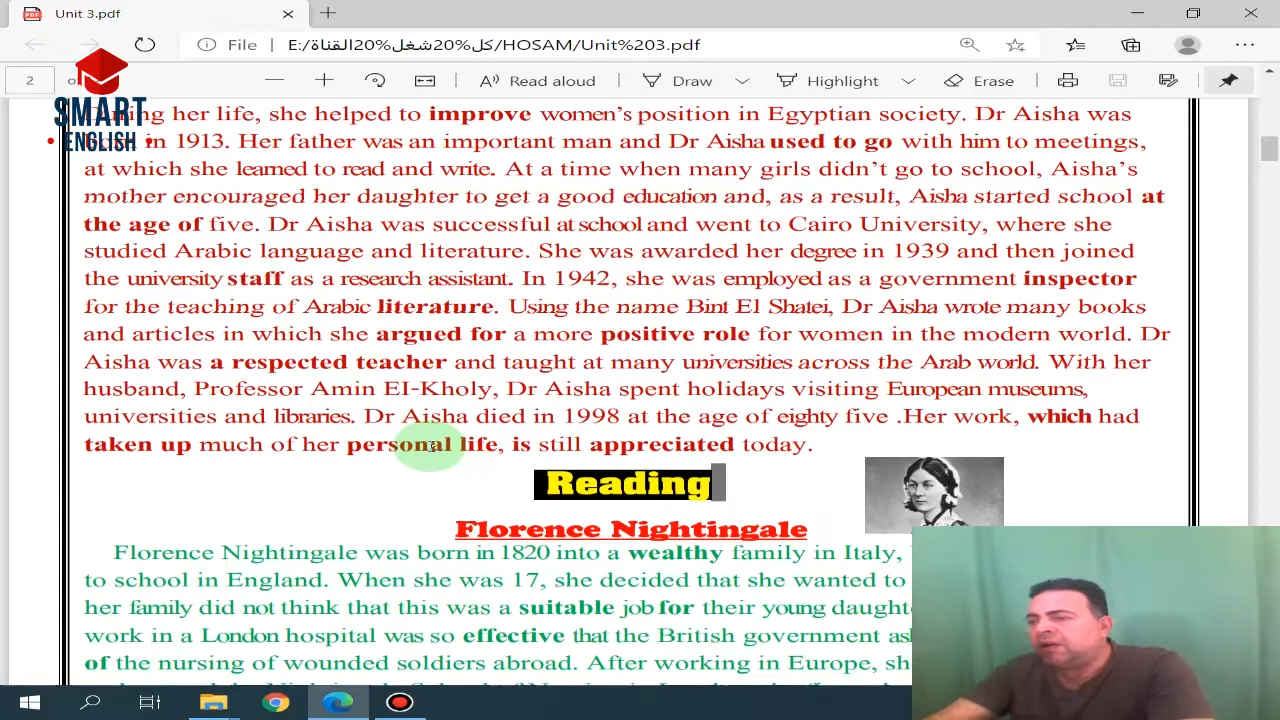 Unit 3.pdf
File E:/كل%20شغل%20القناة/HOSAM/Unit%203.pdf
2 Read aloud Draw Highlight Erase
SMART
ENGLISH
her life, she helped to improve women's position in Egyptian society. Dr Aisha was
in 1913. Her father was an important man and Dr Aisha used to go with him to meetings,
at which she learned to read and write. At a time when many girls didn't go to school, Aisha's
mother encouraged her daughter to get a good education and, as a result, Aisha started school at
the age of five. Dr Aisha was successful at school and went to Cairo University, where she
studied Arabic language and literature. She was awarded her degree in 1939 and then joined
the university staff as a research assistant. In 1942, she was employed as a government inspector
for the teaching of Arabic literature. Using the name Bint El Shatei, Dr Aisha wrote many books
and articles in which she argued for a more positive role for women in the modern world. Dr
Aisha was a respected teacher and taught at many universities across the Arab world. With her
husband, Professor Amin EI-Kholy, Dr Aisha spent holidays visiting European museums,
universities and libraries. Dr Aisha died in 1998 at the age of eighty five .Her work, which had
taken up much of her personal life, is still appreciated today.
Reading
Florence Nightingale
Florence Nightingale was born in 1820 into a wealthy family in Italy,
to school in England. When she was 17, she decided that she wanted to
her family did not think that this was a suitable job for their young
work in a London hospital was so effective that the British government
of the nursing of wounded soldiers abroad. After working in Europe,